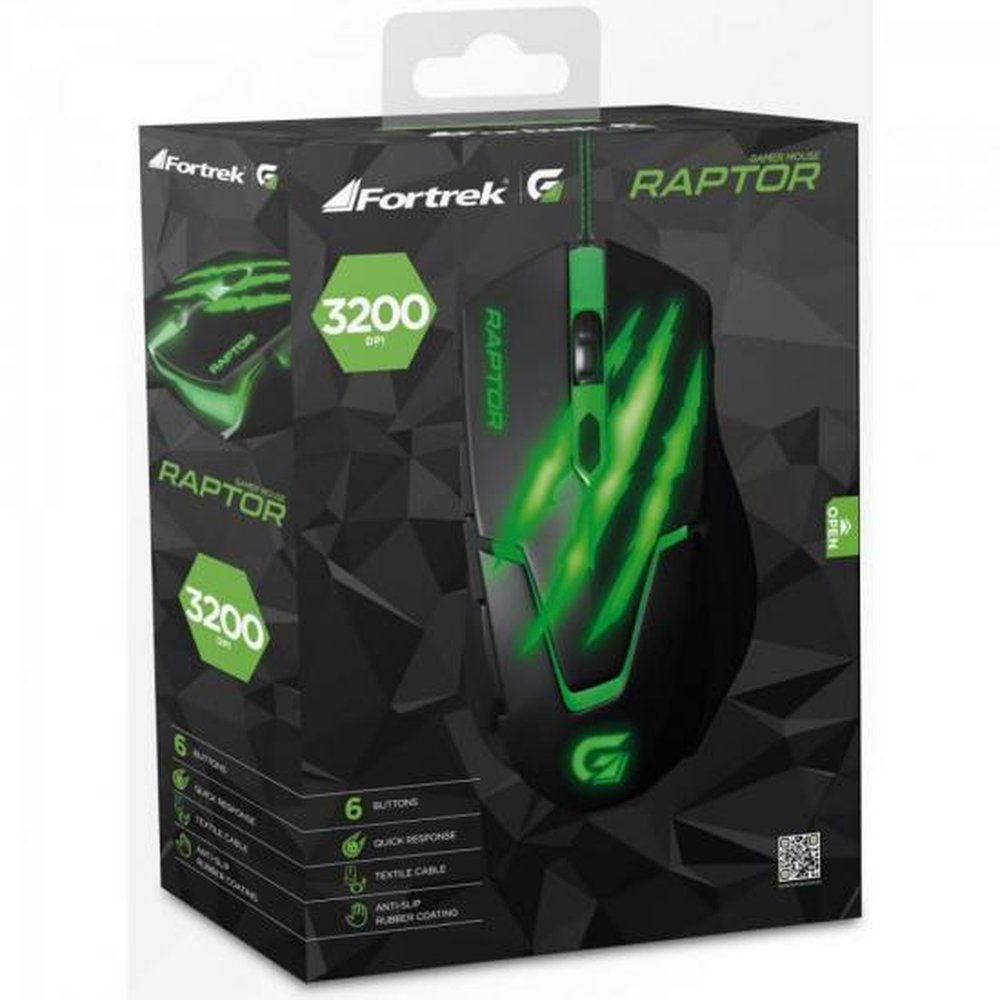 Fortrek G
RAPTOR
GAMER MOUSE
RAPTOR
3200
DPI
6 BUTTONS
QUICK RESPONSE
TEXTILE CABLE
ANTI-SLIP
RUBBER COATING
Fortrek G
GAMER MOUSE
RAPTOR
3200
DPI
RAPTOR
OPEN
G
6 BUTTONS
QUICK RESPONSE
TEXTILE CABLE
ANTI-SLIP
RUBBER COATING